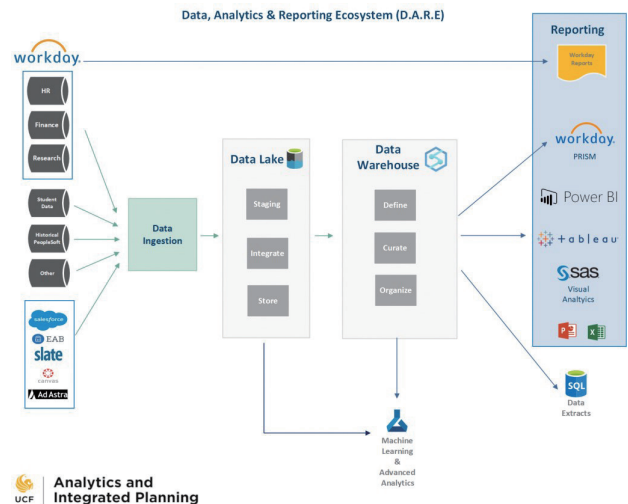 Data, Analytics & Reporting Ecosystem (D.A.R.E)
workday.
HR
Finance
Research
Student
Data
Historical
PeopleSoft
Other
salesforce
EAB
slate
canvas
Ad Astra
Data
Ingestion
Data Lake
Staging
Integrate
Store
Data
Warehouse
Define
Curate
Organize
Machine
Learning
&
Advanced
Analytics
Reporting
Workday
Reports
workday.
PRISM
Power BI
+ableau
sas
Visual
Analtyics
P
X
SQL
Data
Extracts
UCF
Analytics and
Integrated Planning